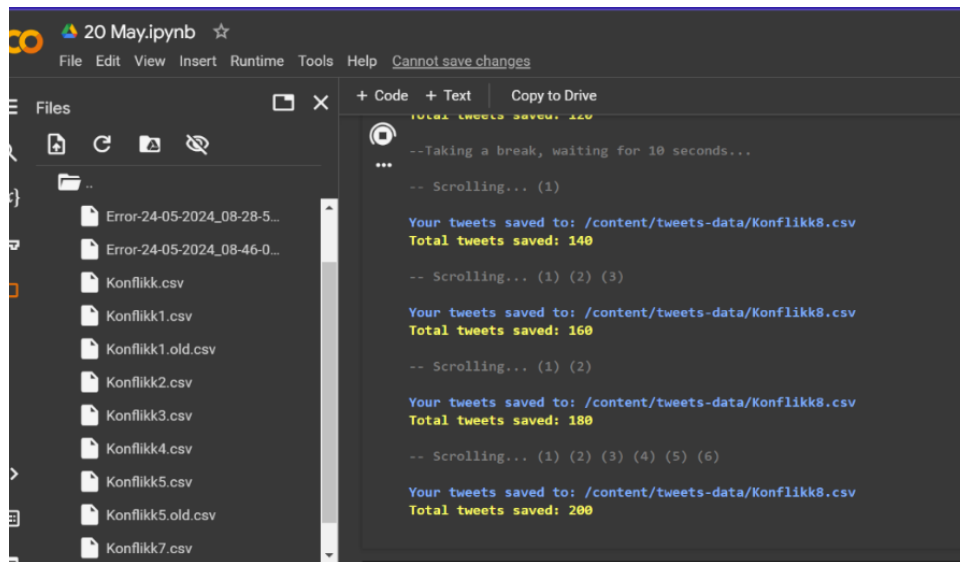 20 May.ipynb
File Edit View Insert Runtime Tools Help Cannot save changes
Files
+ Code + Text Copy to Drive
..
Error-24-05-2024_08-28-5...
Error-24-05-2024_08-46-0...
Konflikk.csv
Konflikk1.csv
Konflikk1.old.csv
Konflikk2.csv
Konflikk3.csv
Konflikk4.csv
Konflikk5.csv
Konflikk5.old.csv
Konflikk7.csv
Total tweets saved: 120
--Taking a break, waiting for 10 seconds...
-- Scrolling... (1)
Your tweets saved to: /content/tweets-data/Konflikk8.csv
Total tweets saved: 140
-- Scrolling... (1) (2) (3)
Your tweets saved to: /content/tweets-data/Konflikk8.csv
Total tweets saved: 160
-- Scrolling... (1) (2)
Your tweets saved to: /content/tweets-data/Konflikk8.csv
Total tweets saved: 180
-- Scrolling... (1) (2) (3) (4) (5) (6)
Your tweets saved to: /content/tweets-data/Konflikk8.csv
Total tweets saved: 200